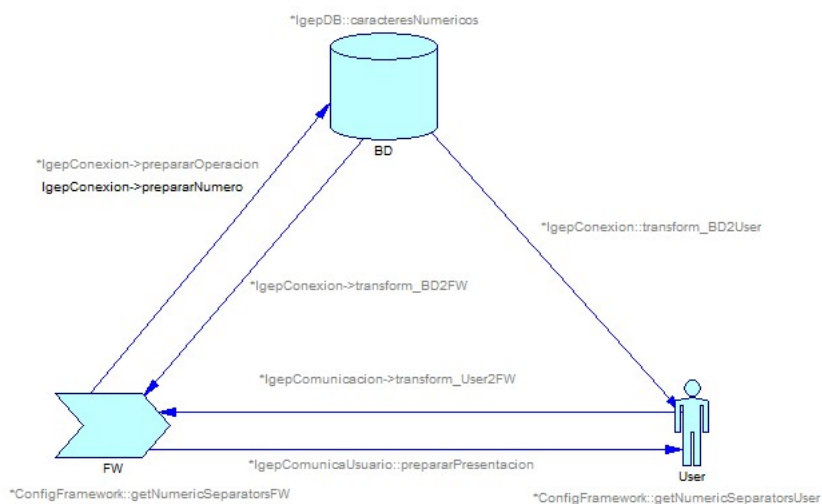 *IgepDB::caracteresNumericos
BD
*IgepConexion->prepararOperacion
IgepConexion->prepararNumero
*IgepConexion::transform_BD2User
*IgepConexion->transform_BD2FW
*IgepComunicacion->transform_User2FW
*IgepComunicaUsuario::prepararPresentacion
FW
User
*ConfigFramework::getNumericSeparatorsFW
*ConfigFramework::getNumericSeparatorsUser